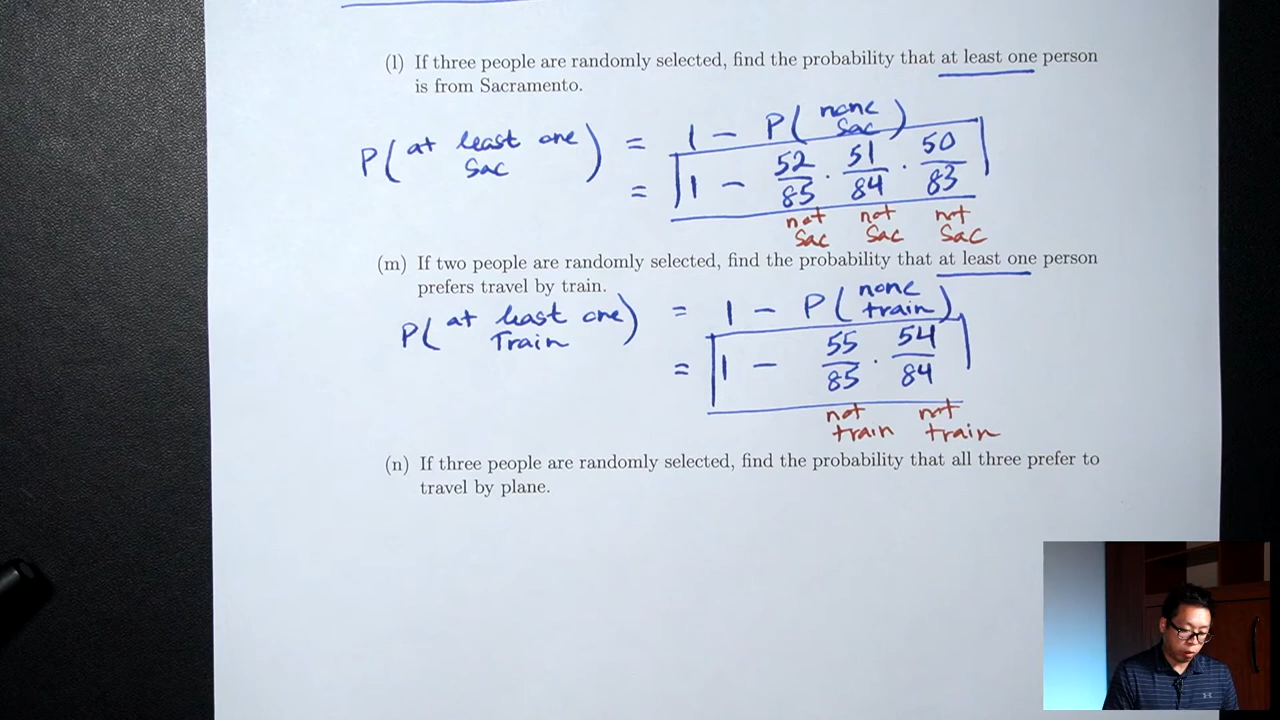 (l) If three people are randomly selected, find the probability that at least one person
is from Sacramento.
P(at least one Sac) = 1 - P(none Sac)
= 1 - 52/85 · 51/84 · 50/83
not Sac not Sac not Sac
(m) If two people are randomly selected, find the probability that at least one person
prefers travel by train.
P(at least one Train) = 1 - P(none train)
= 1 - 55/85 · 54/84
not train not train
(n) If three people are randomly selected, find the probability that all three prefer to
travel by plane.